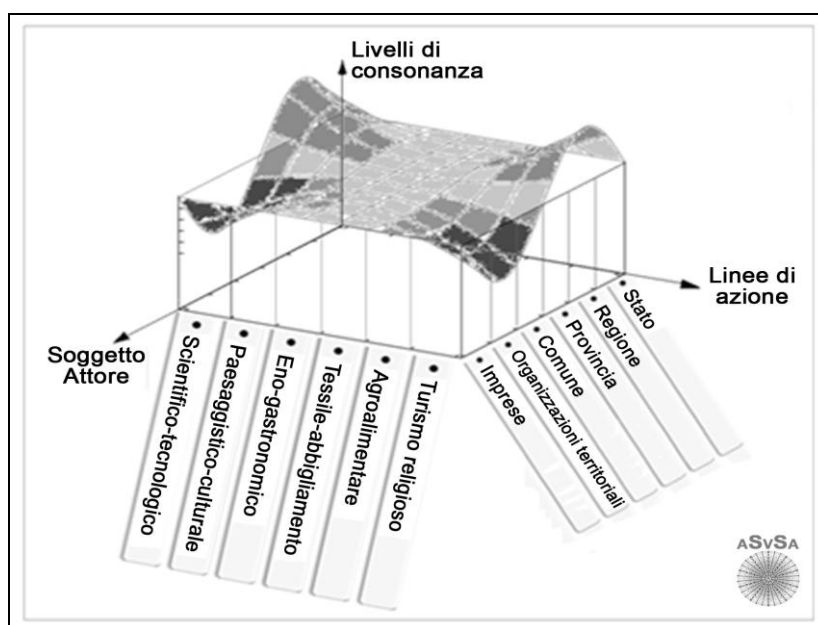 Livelli di
consonanza
Linee di
azione
Soggetto
Attore
Scientifico-tecnologico
Paesaggistico-culturale
Eno-gastronomico
Tessile-abbigliamento
Agroalimentare
Turismo religioso
Imprese
Organizzazioni territoriali
Comune
Provincia
Regione
Stato
ASVSA